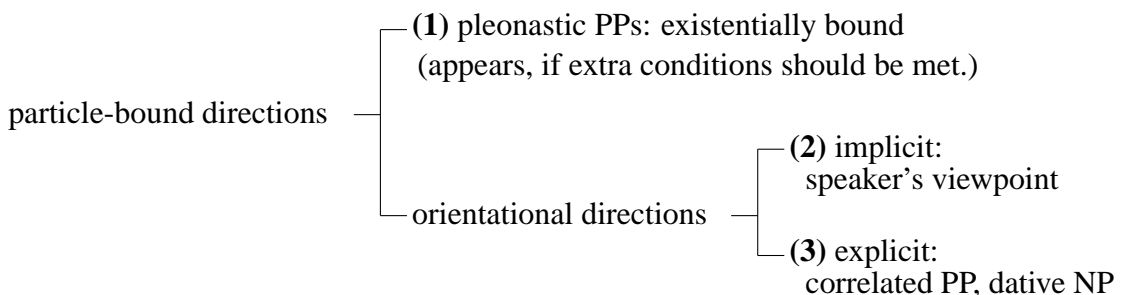 (1) pleonastic PPs: existentially bound
(appears, if extra conditions should be met.)
particle-bound directions
(2) implicit:
speaker's viewpoint
orientational directions
(3) explicit:
correlated PP, dative NP